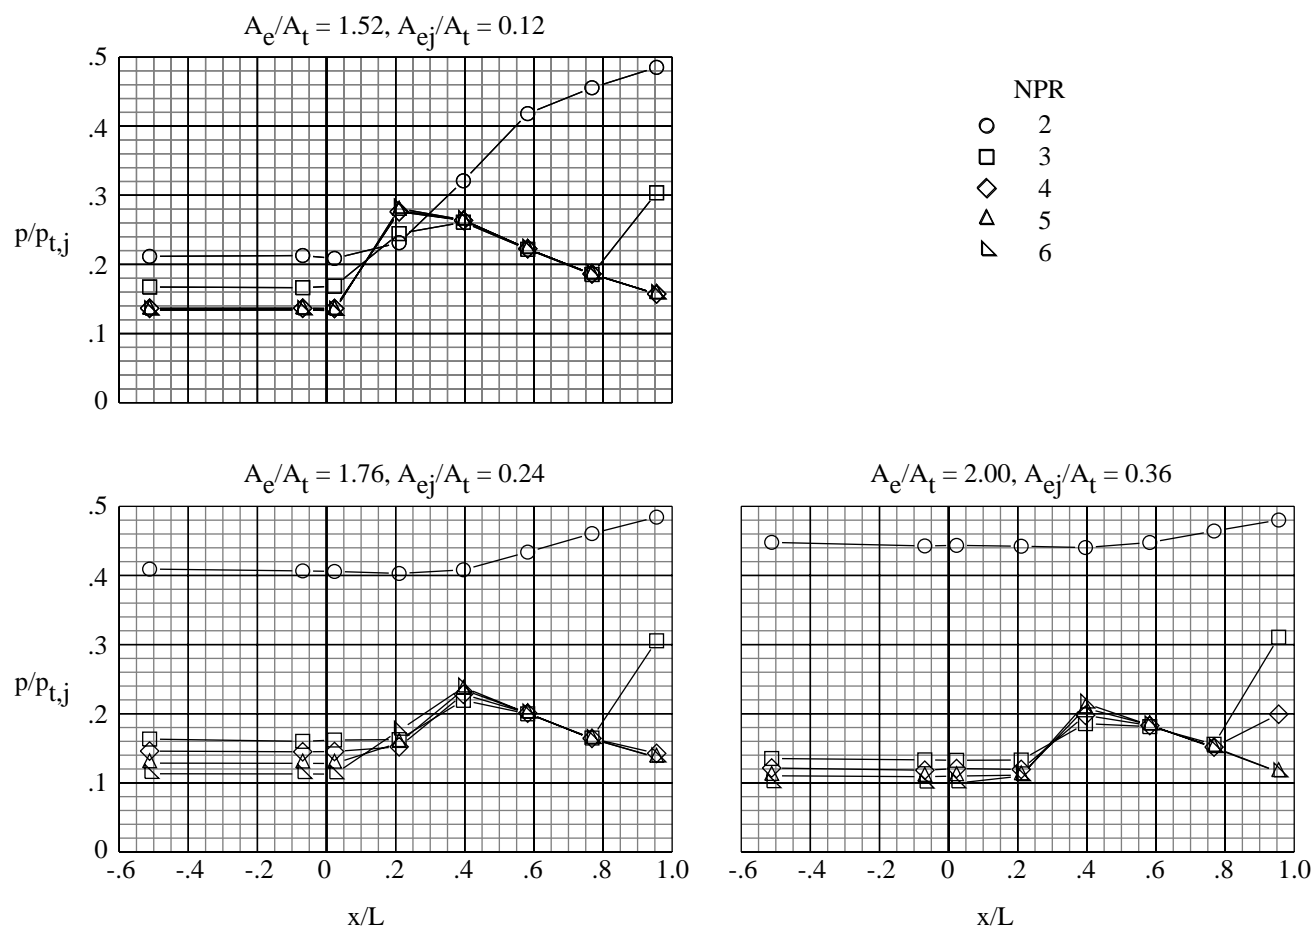 A_e/A_t = 1.52, A_ej/A_t = 0.12
.5
.4
.3
.2
.1
0
p/p_t,j
NPR
2
3
4
5
6
A_e/A_t = 1.76, A_ej/A_t = 0.24
.5
.4
.3
.2
.1
0
p/p_t,j
-.6 -.4 -.2 0 .2 .4 .6 .8 1.0
x/L
A_e/A_t = 2.00, A_ej/A_t = 0.36
-.6 -.4 -.2 0 .2 .4 .6 .8 1.0
x/L